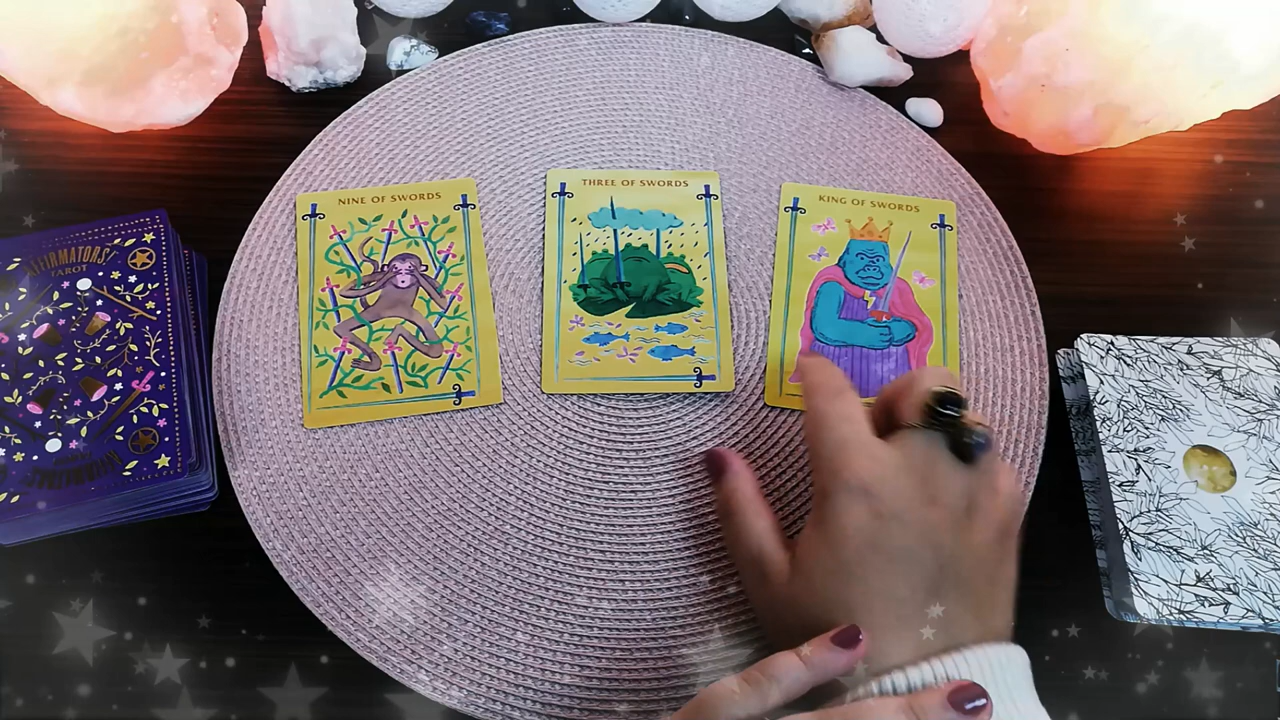 NINE OF SWORDS
THREE OF SWORDS
KING OF SWORDS
AFFIRMATORS!
TAROT